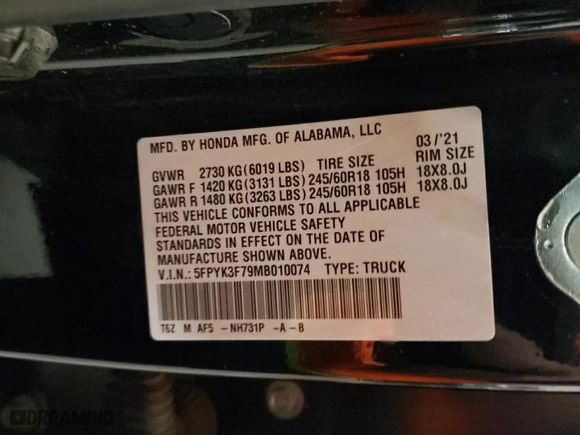 MFD. BY HONDA MFG. OF ALABAMA, LLC
03/'21
GVWR 2730 KG (6019 LBS) TIRE SIZE RIM SIZE
GAWR F 1420 KG (3131 LBS) 245/60R18 105H 18X8.0J
GAWR R 1480 KG (3263 LBS) 245/60R18 105H 18X8.0J
THIS VEHICLE CONFORMS TO ALL APPLICABLE
FEDERAL MOTOR VEHICLE SAFETY
STANDARDS IN EFFECT ON THE DATE OF
MANUFACTURE SHOWN ABOVE.
V.I.N.: 5FPYK3F79MB010074 TYPE: TRUCK
T6Z M AF5 -NH731P -A-B
DREAMBID